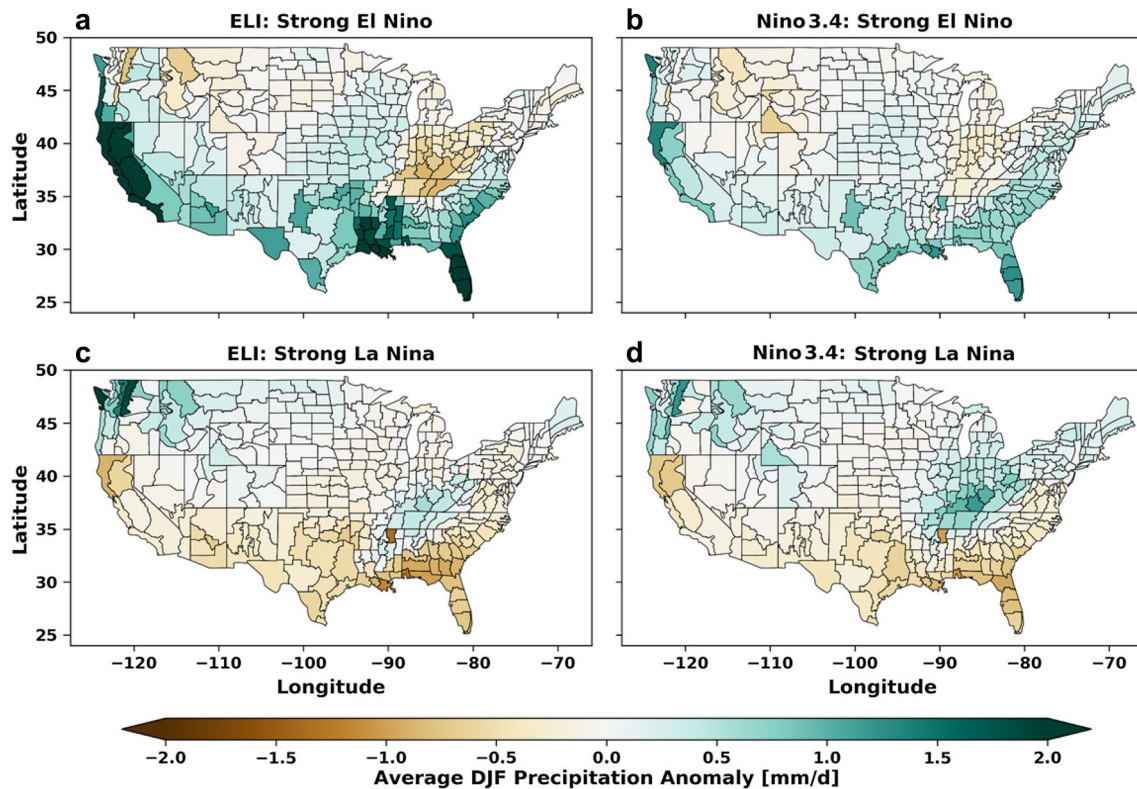 a ELI: Strong El Nino
b Nino 3.4: Strong El Nino
50
45
40
35
30
25
Latitude
c ELI: Strong La Nina
d Nino 3.4: Strong La Nina
50
45
40
35
30
25
Latitude
−120 −110 −100 −90 −80 −70
−120 −110 −100 −90 −80 −70
Longitude Longitude
−2.0 −1.5 −1.0 −0.5 0.0 0.5 1.0 1.5 2.0
Average DJF Precipitation Anomaly [mm/d]